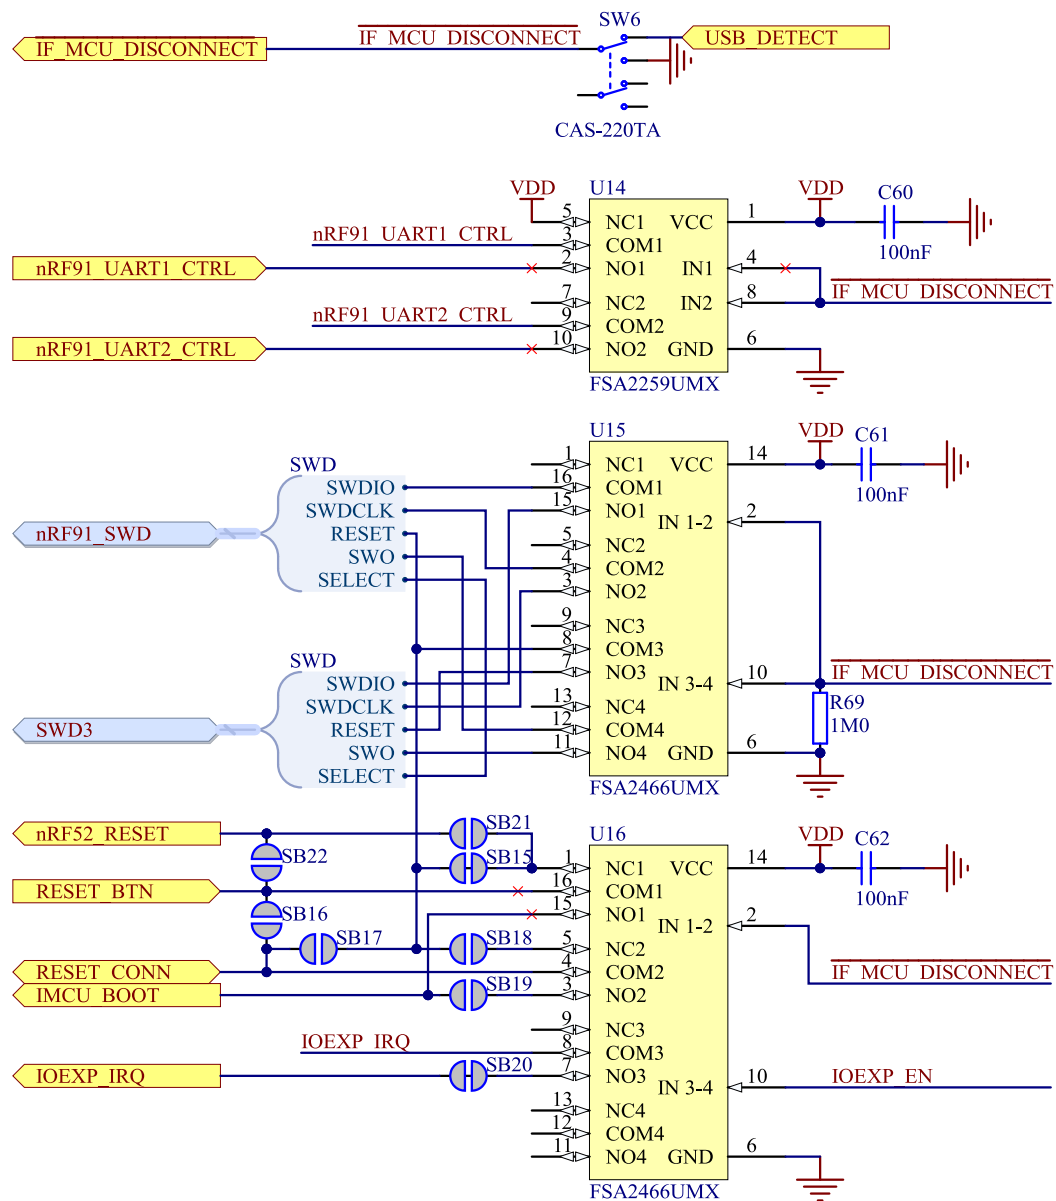 SW6
IF_MCU_DISCONNECT IF_MCU_DISCONNECT USB_DETECT
CAS-220TA
U14
VDD VDD C60
5 NC1 VCC 1
100nF
nRF91_UART1_CTRL 3 COM1
nRF91_UART1_CTRL 2 NO1 IN1 4
7 NC2 IN2 8 IF_MCU_DISCONNECT
nRF91_UART2_CTRL 9 COM2
nRF91_UART2_CTRL 10 NO2 GND 6
FSA2259UMX
U15
VDD C61
1 NC1 VCC 14
100nF
SWD
SWDIO 16 COM1
SWDCLK 15 NO1 IN 1-2 2
nRF91_SWD RESET 5 NC2
SWO 4 COM2
SELECT 3 NO2
9 NC3
8 COM3
SWD
7 NO3
SWDIO IN 3-4 10 IF_MCU_DISCONNECT
SWDCLK 13 NC4 R69
SWD3 RESET 12 COM4 1M0
SWO 11 NO4 GND 6
SELECT
FSA2466UMX
nRF52_RESET SB21 U16
VDD C62
SB22 SB15 1 NC1 VCC 14
RESET_BTN 16 COM1 100nF
SB16 15 NO1 IN 1-2 2
SB17 SB18 5 NC2
RESET_CONN 4 COM2 IF_MCU_DISCONNECT
IMCU_BOOT SB19 3 NO2
9 NC3
IOEXP_IRQ 8 COM3
IOEXP_IRQ SB20 7 NO3 IN 3-4 10 IOEXP_EN
13 NC4
12 COM4
11 NO4 GND 6
FSA2466UMX